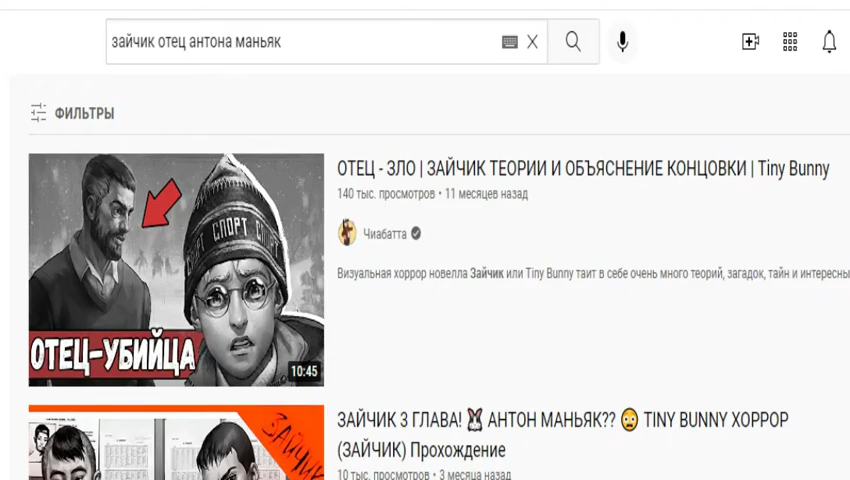 зайчик отец антона маньяк
ФИЛЬТРЫ
СПОРТ СПОРТ
ОТЕЦ-УБИЙЦА
10:45
ОТЕЦ - ЗЛО | ЗАЙЧИК ТЕОРИИ И ОБЪЯСНЕНИЕ КОНЦОВКИ | Tiny Bunny
140 тыс. просмотров • 11 месяцев назад
Чиабатта
Визуальная хоррор новелла Зайчик или Tiny Bunny таит в себе очень много теорий, загадок, тайн и интересны
ЗАЙЧИК
ЗАЙЧИК 3 ГЛАВА! 🐰 АНТОН МАНЬЯК?? 😳 TINY BUNNY ХОРРОР
(ЗАЙЧИК) Прохождение
10 тыс. просмотров • 3 месяца назад